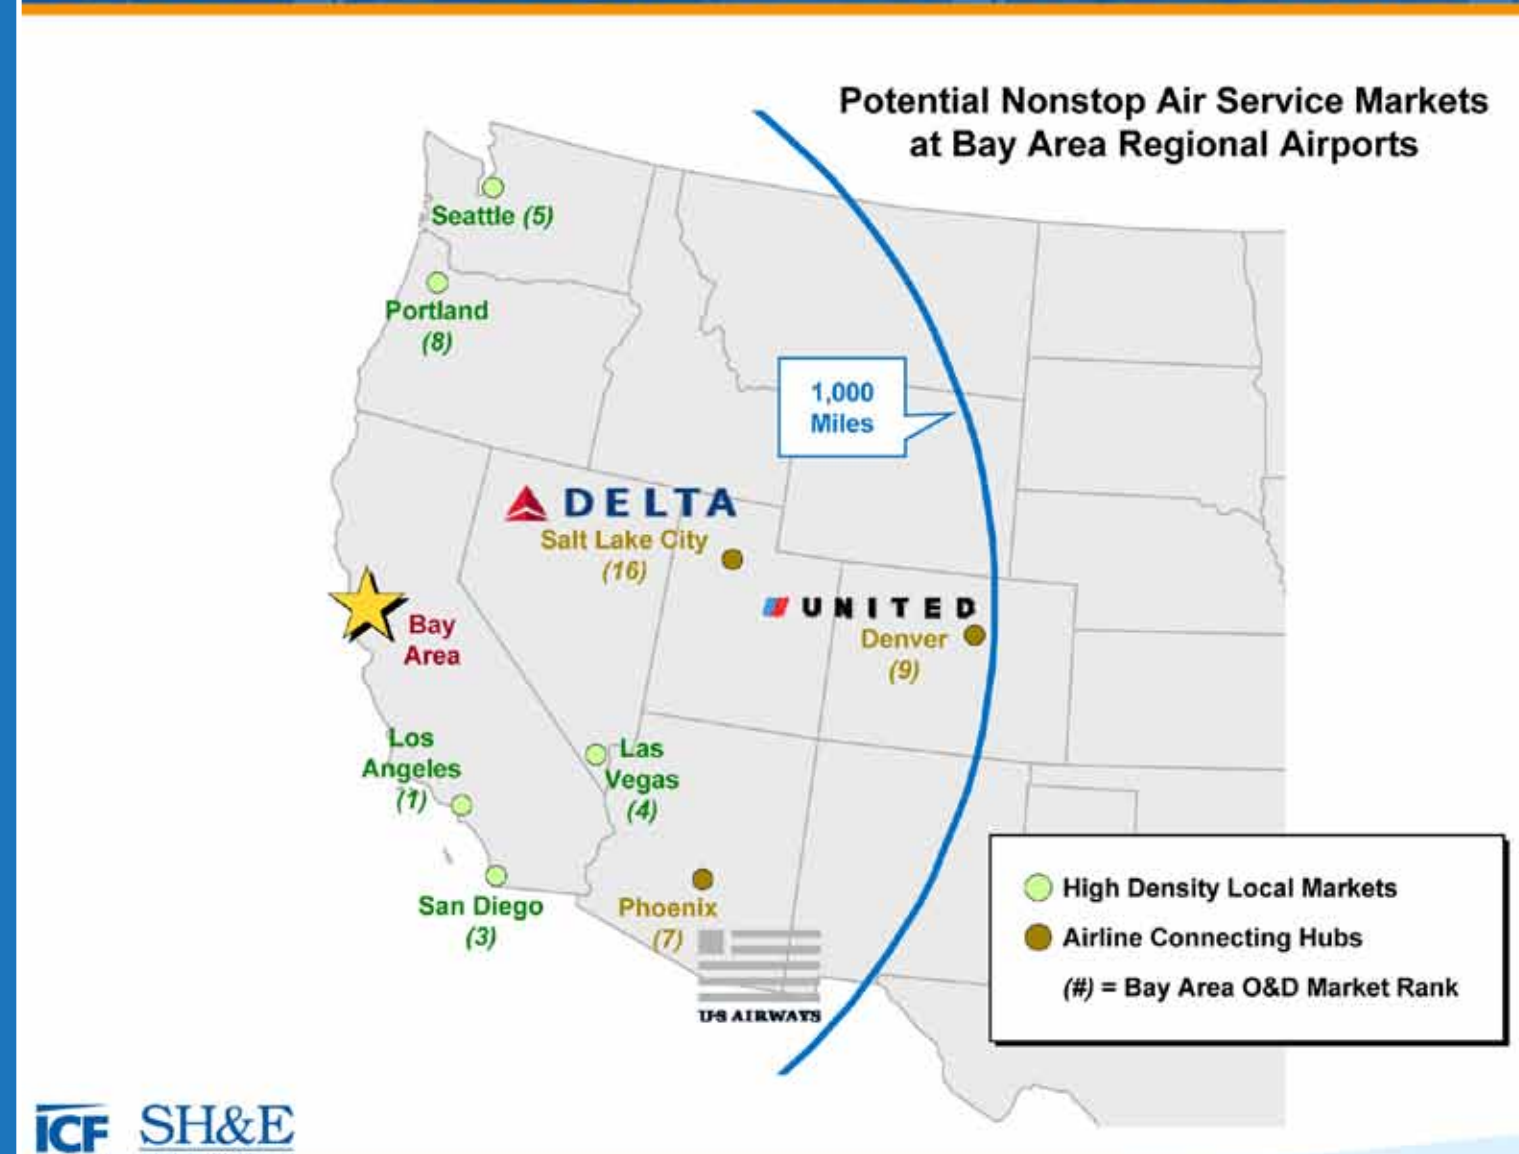 Potential Nonstop Air Service Markets
at Bay Area Regional Airports
Seattle (5)
Portland
(8)
1,000
Miles
DELTA
Salt Lake City
(16)
UNITED
Denver
(9)
Bay
Area
Los
Angeles
(1)
Las
Vegas
(4)
San Diego
(3)
Phoenix
(7)
U·S AIRWAYS
High Density Local Markets
Airline Connecting Hubs
(#) = Bay Area O&D Market Rank
ICF SH&E